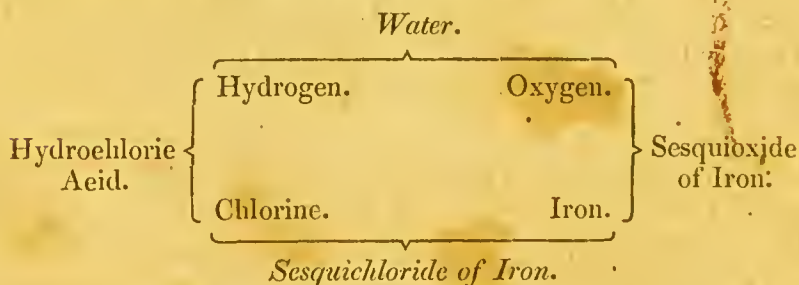 Water.
Hydrogen. Oxygen.
Hydrochloric Sesquioxide
Acid. of Iron.
Chlorine. Iron.
Sesquichloride of Iron.